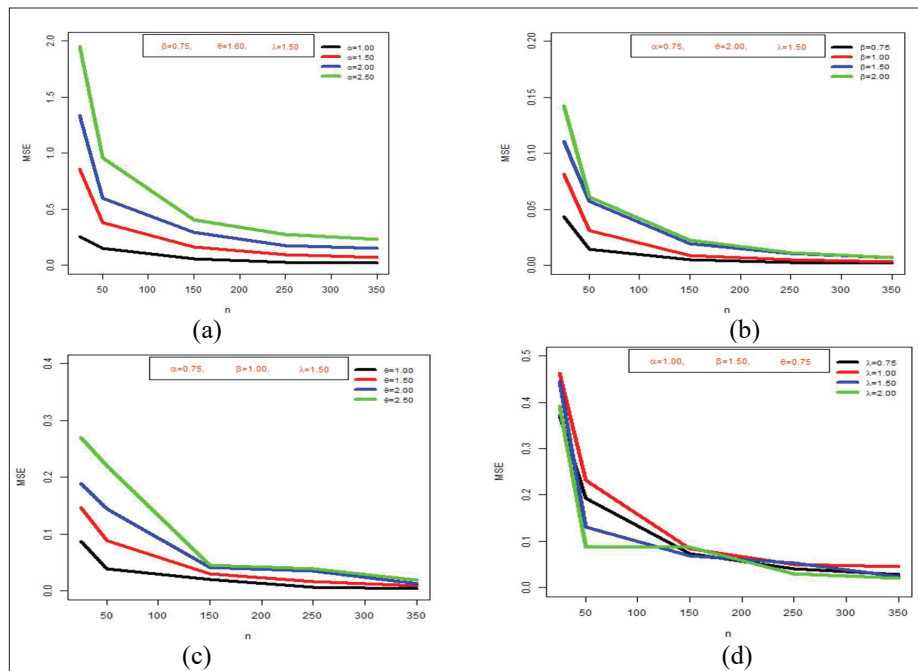 β=0.75, θ=1.60, λ=1.50
α=1.00
α=1.50
α=2.00
α=2.50
MSE
2.0
1.5
1.0
0.5
0.0
50 100 150 200 250 300 350
n
(a)
α=0.75, θ=2.00, λ=1.50
β=0.75
β=1.00
β=1.50
β=2.00
MSE
0.20
0.15
0.10
0.05
0.00
50 100 150 200 250 300 350
n
(b)
α=0.75, β=1.00, λ=1.50
θ=1.00
θ=1.50
θ=2.00
θ=2.50
MSE
0.4
0.3
0.2
0.1
0.0
50 100 150 200 250 300 350
n
(c)
α=1.00, β=1.50, θ=0.75
λ=0.75
λ=1.00
λ=1.50
λ=2.00
MSE
0.5
0.4
0.3
0.2
0.1
0.0
50 100 150 200 250 300 350
n
(d)